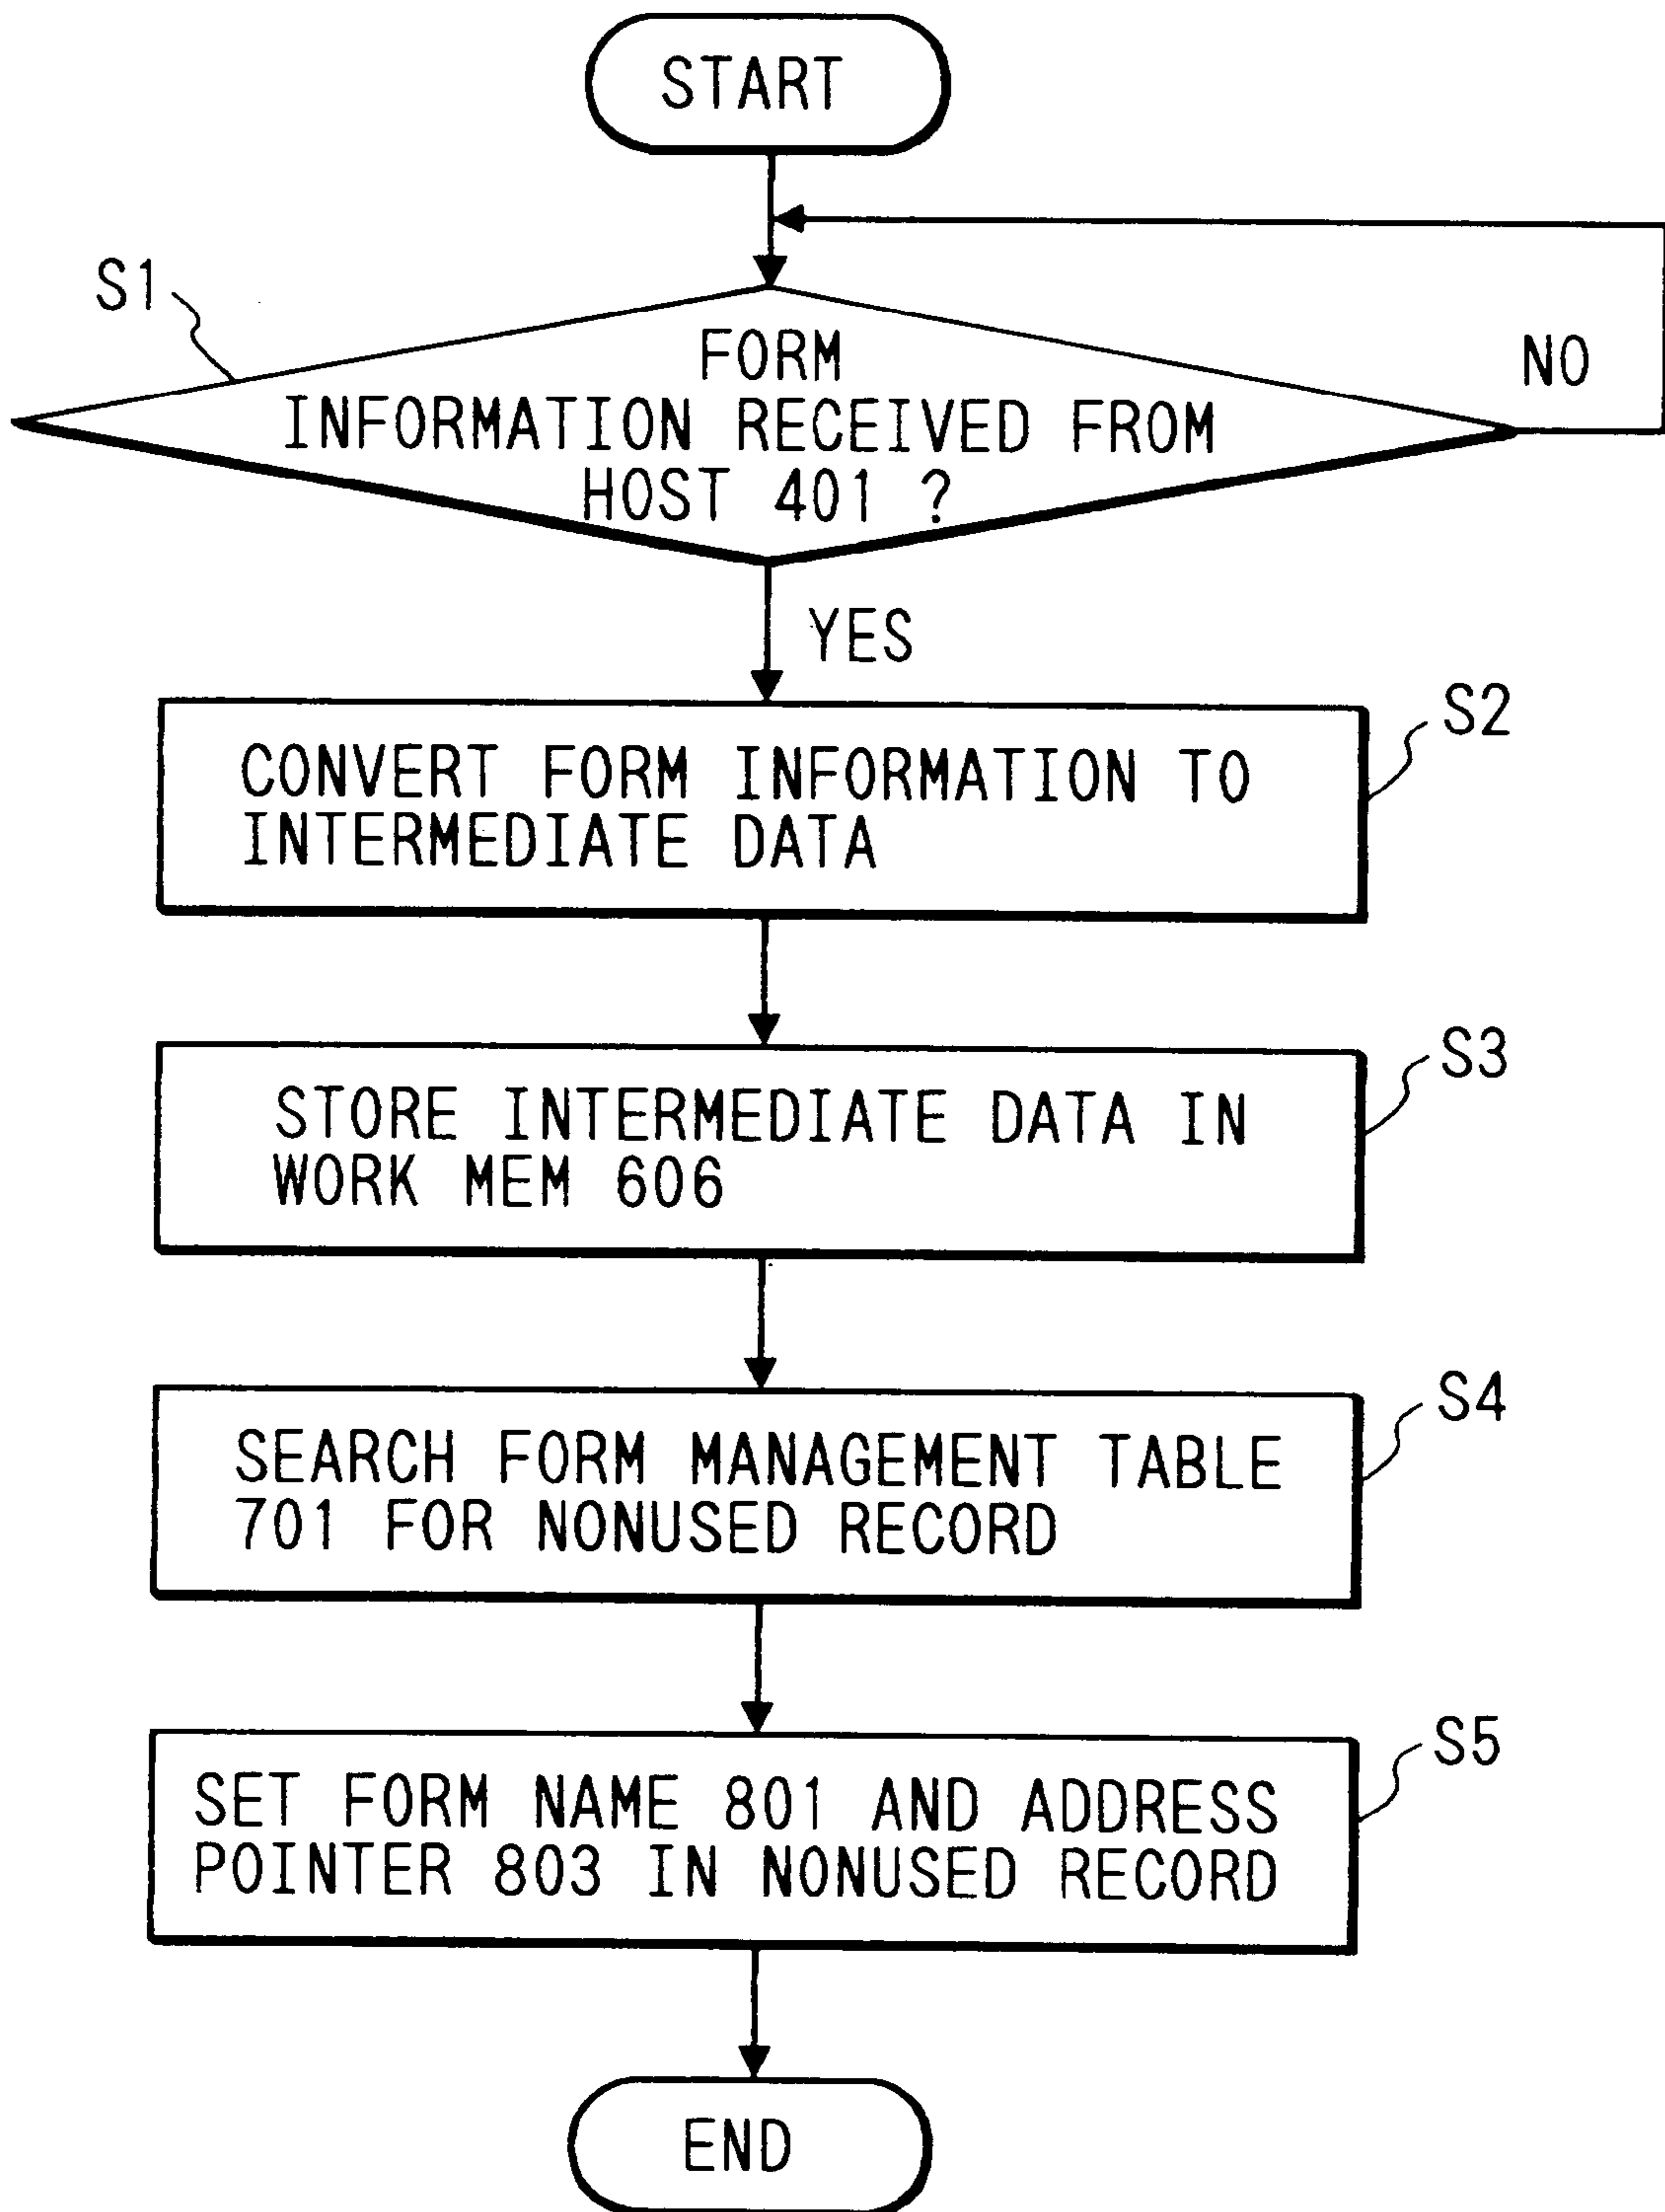 START
S1
FORM
INFORMATION RECEIVED FROM
HOST 401 ?
NO
YES
S2
CONVERT FORM INFORMATION TO
INTERMEDIATE DATA
S3
STORE INTERMEDIATE DATA IN
WORK MEM 606
S4
SEARCH FORM MANAGEMENT TABLE
701 FOR NONUSED RECORD
S5
SET FORM NAME 801 AND ADDRESS
POINTER 803 IN NONUSED RECORD
END